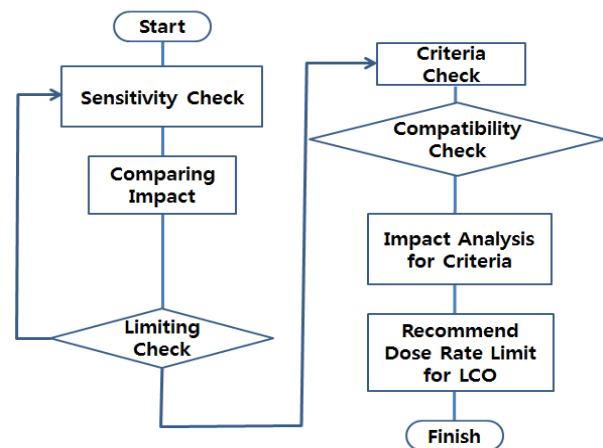 Start
Sensitivity Check
Comparing
Impact
Limiting
Check
Criteria
Check
Compatibility
Check
Impact Analysis
for Criteria
Recommend
Dose Rate Limit
for LCO
Finish